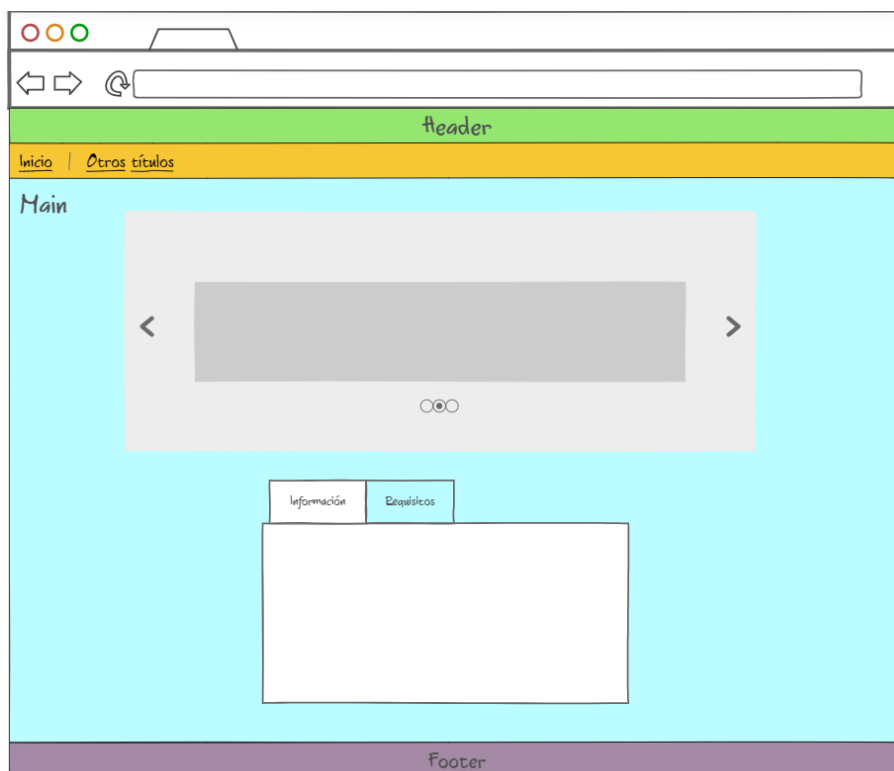 Header
Inicio | Otros títulos
Main
Información Requisitos
Footer